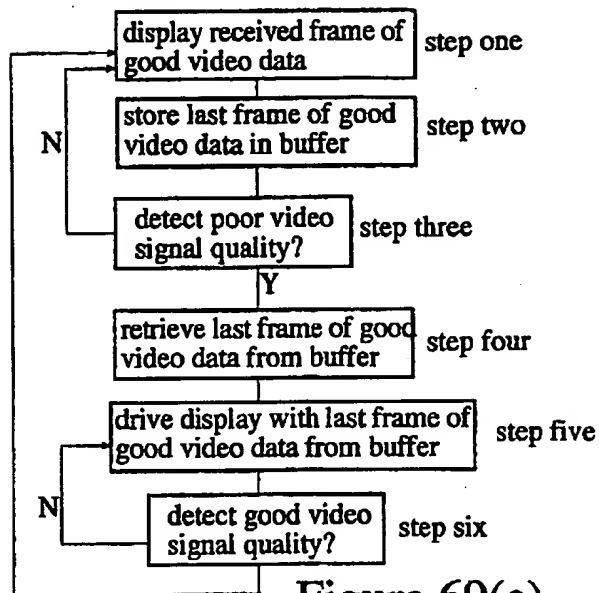 display received frame of
good video data
step one
store last frame of good
video data in buffer
step two
N
detect poor video
signal quality?
step three
Y
retrieve last frame of good
video data from buffer
step four
drive display with last frame of
good video data from buffer
step five
N
detect good video
signal quality?
step six